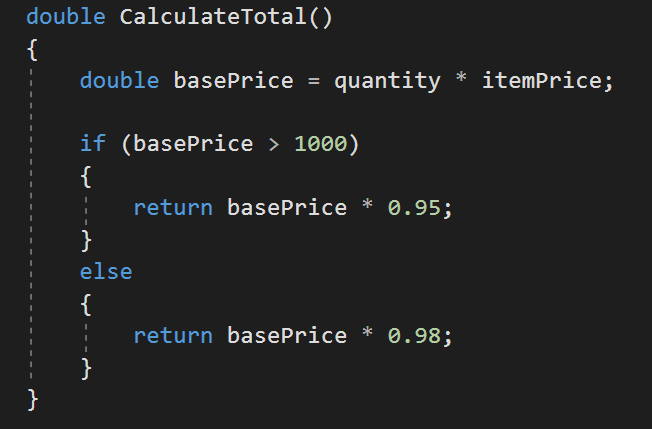 double CalculateTotal()
{
    double basePrice = quantity * itemPrice;
    if (basePrice > 1000)
    {
        return basePrice * 0.95;
    }
    else
    {
        return basePrice * 0.98;
    }
}